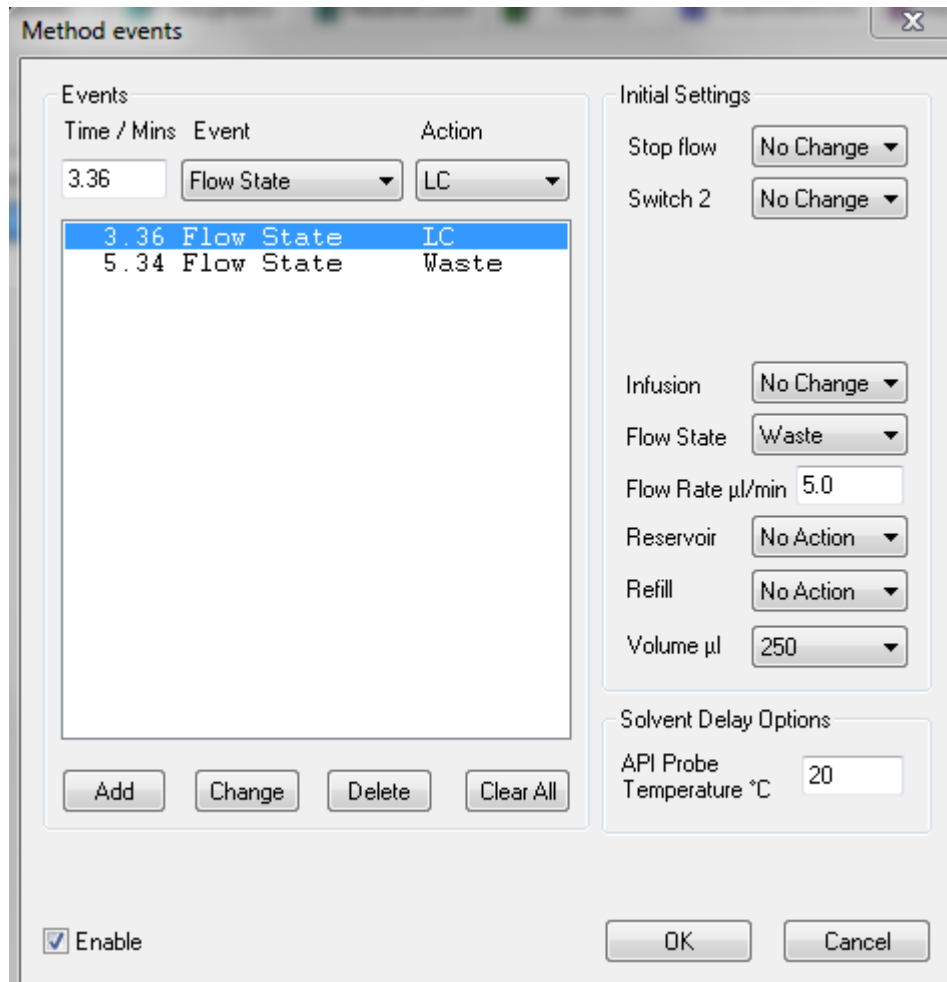 Method events
Events
Time / Mins Event Action
3.36 Flow State LC
3.36 Flow State LC
5.34 Flow State Waste
Add Change Delete Clear All
Initial Settings
Stop flow No Change
Switch 2 No Change
Infusion No Change
Flow State Waste
Flow Rate µl/min 5.0
Reservoir No Action
Refill No Action
Volume µl 250
Solvent Delay Options
API Probe
Temperature °C 20
Enable
OK Cancel